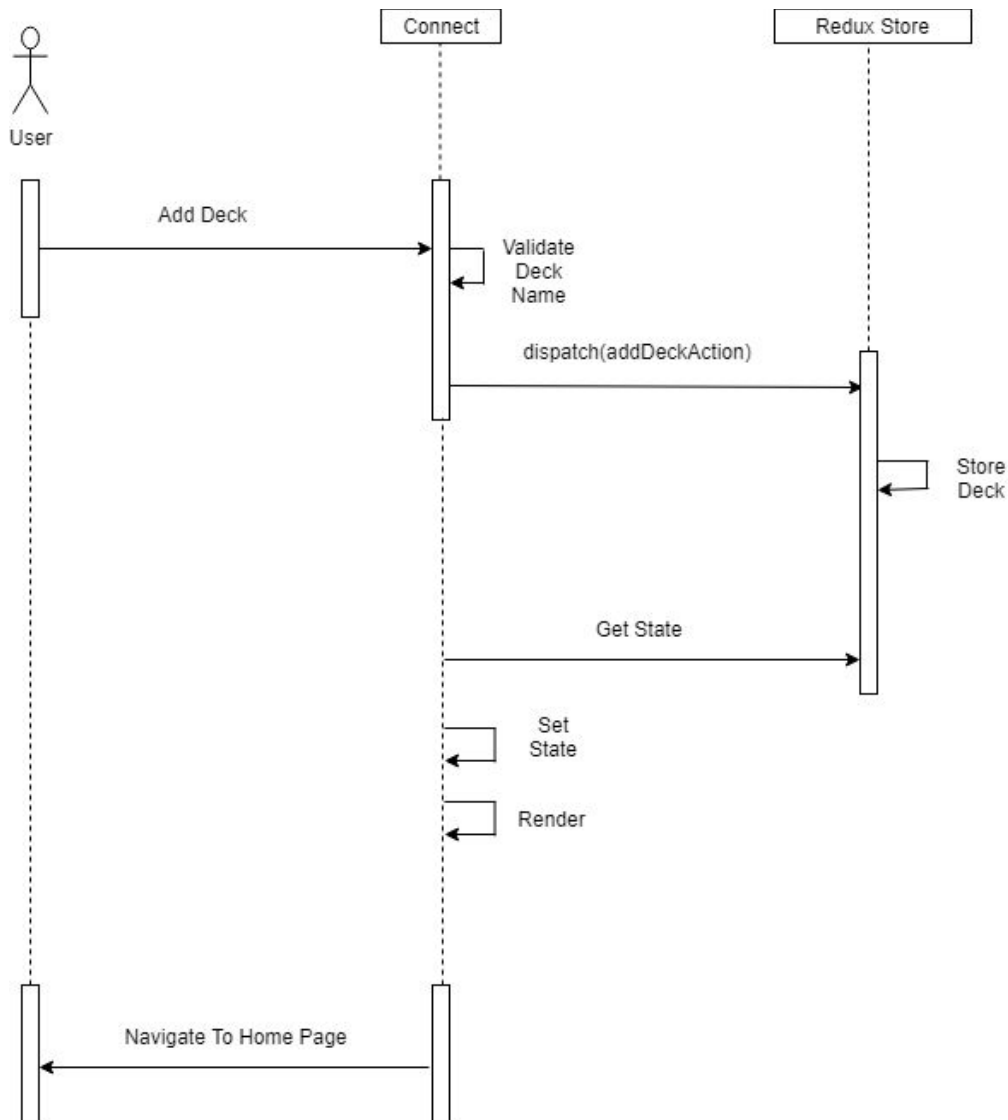 Connect
Redux Store
User
Add Deck
Validate
Deck
Name
dispatch(addDeckAction)
Store
Deck
Get State
Set
State
Render
Navigate To Home Page